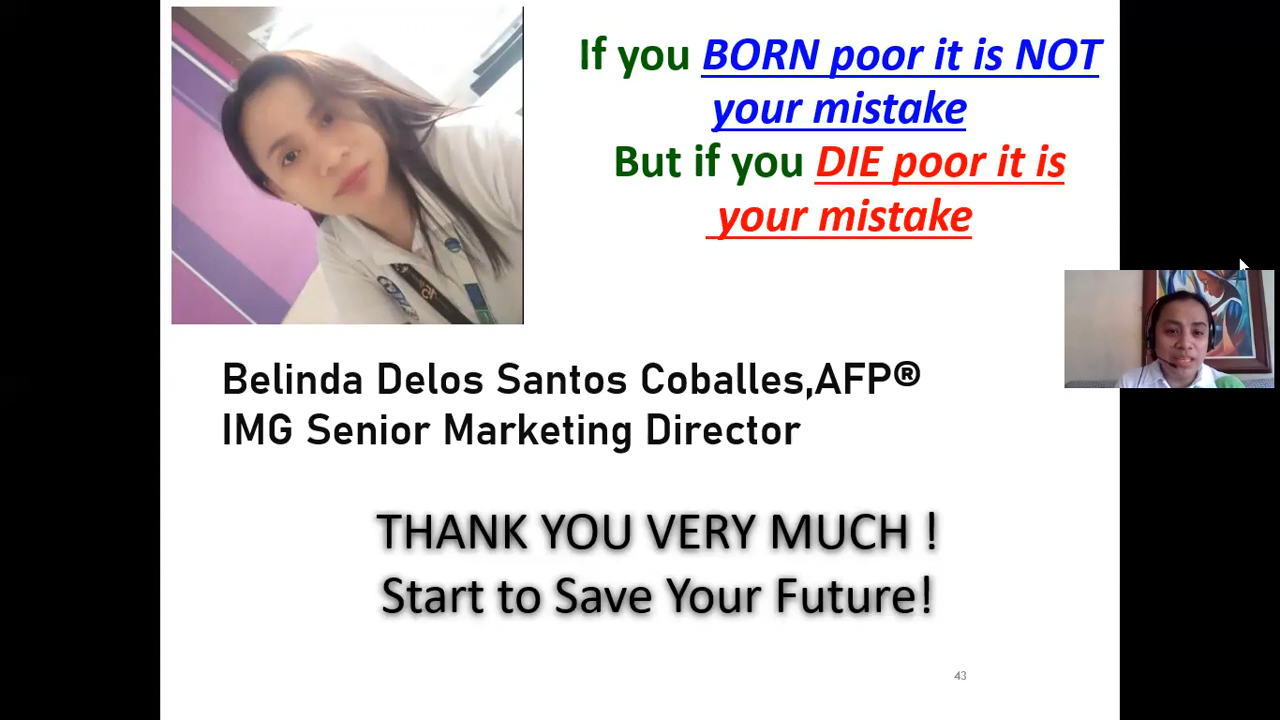 If you BORN poor it is NOT
your mistake
But if you DIE poor it is
your mistake
Belinda Delos Santos Coballes,AFP®
IMG Senior Marketing Director
THANK YOU VERY MUCH !
Start to Save Your Future!
43